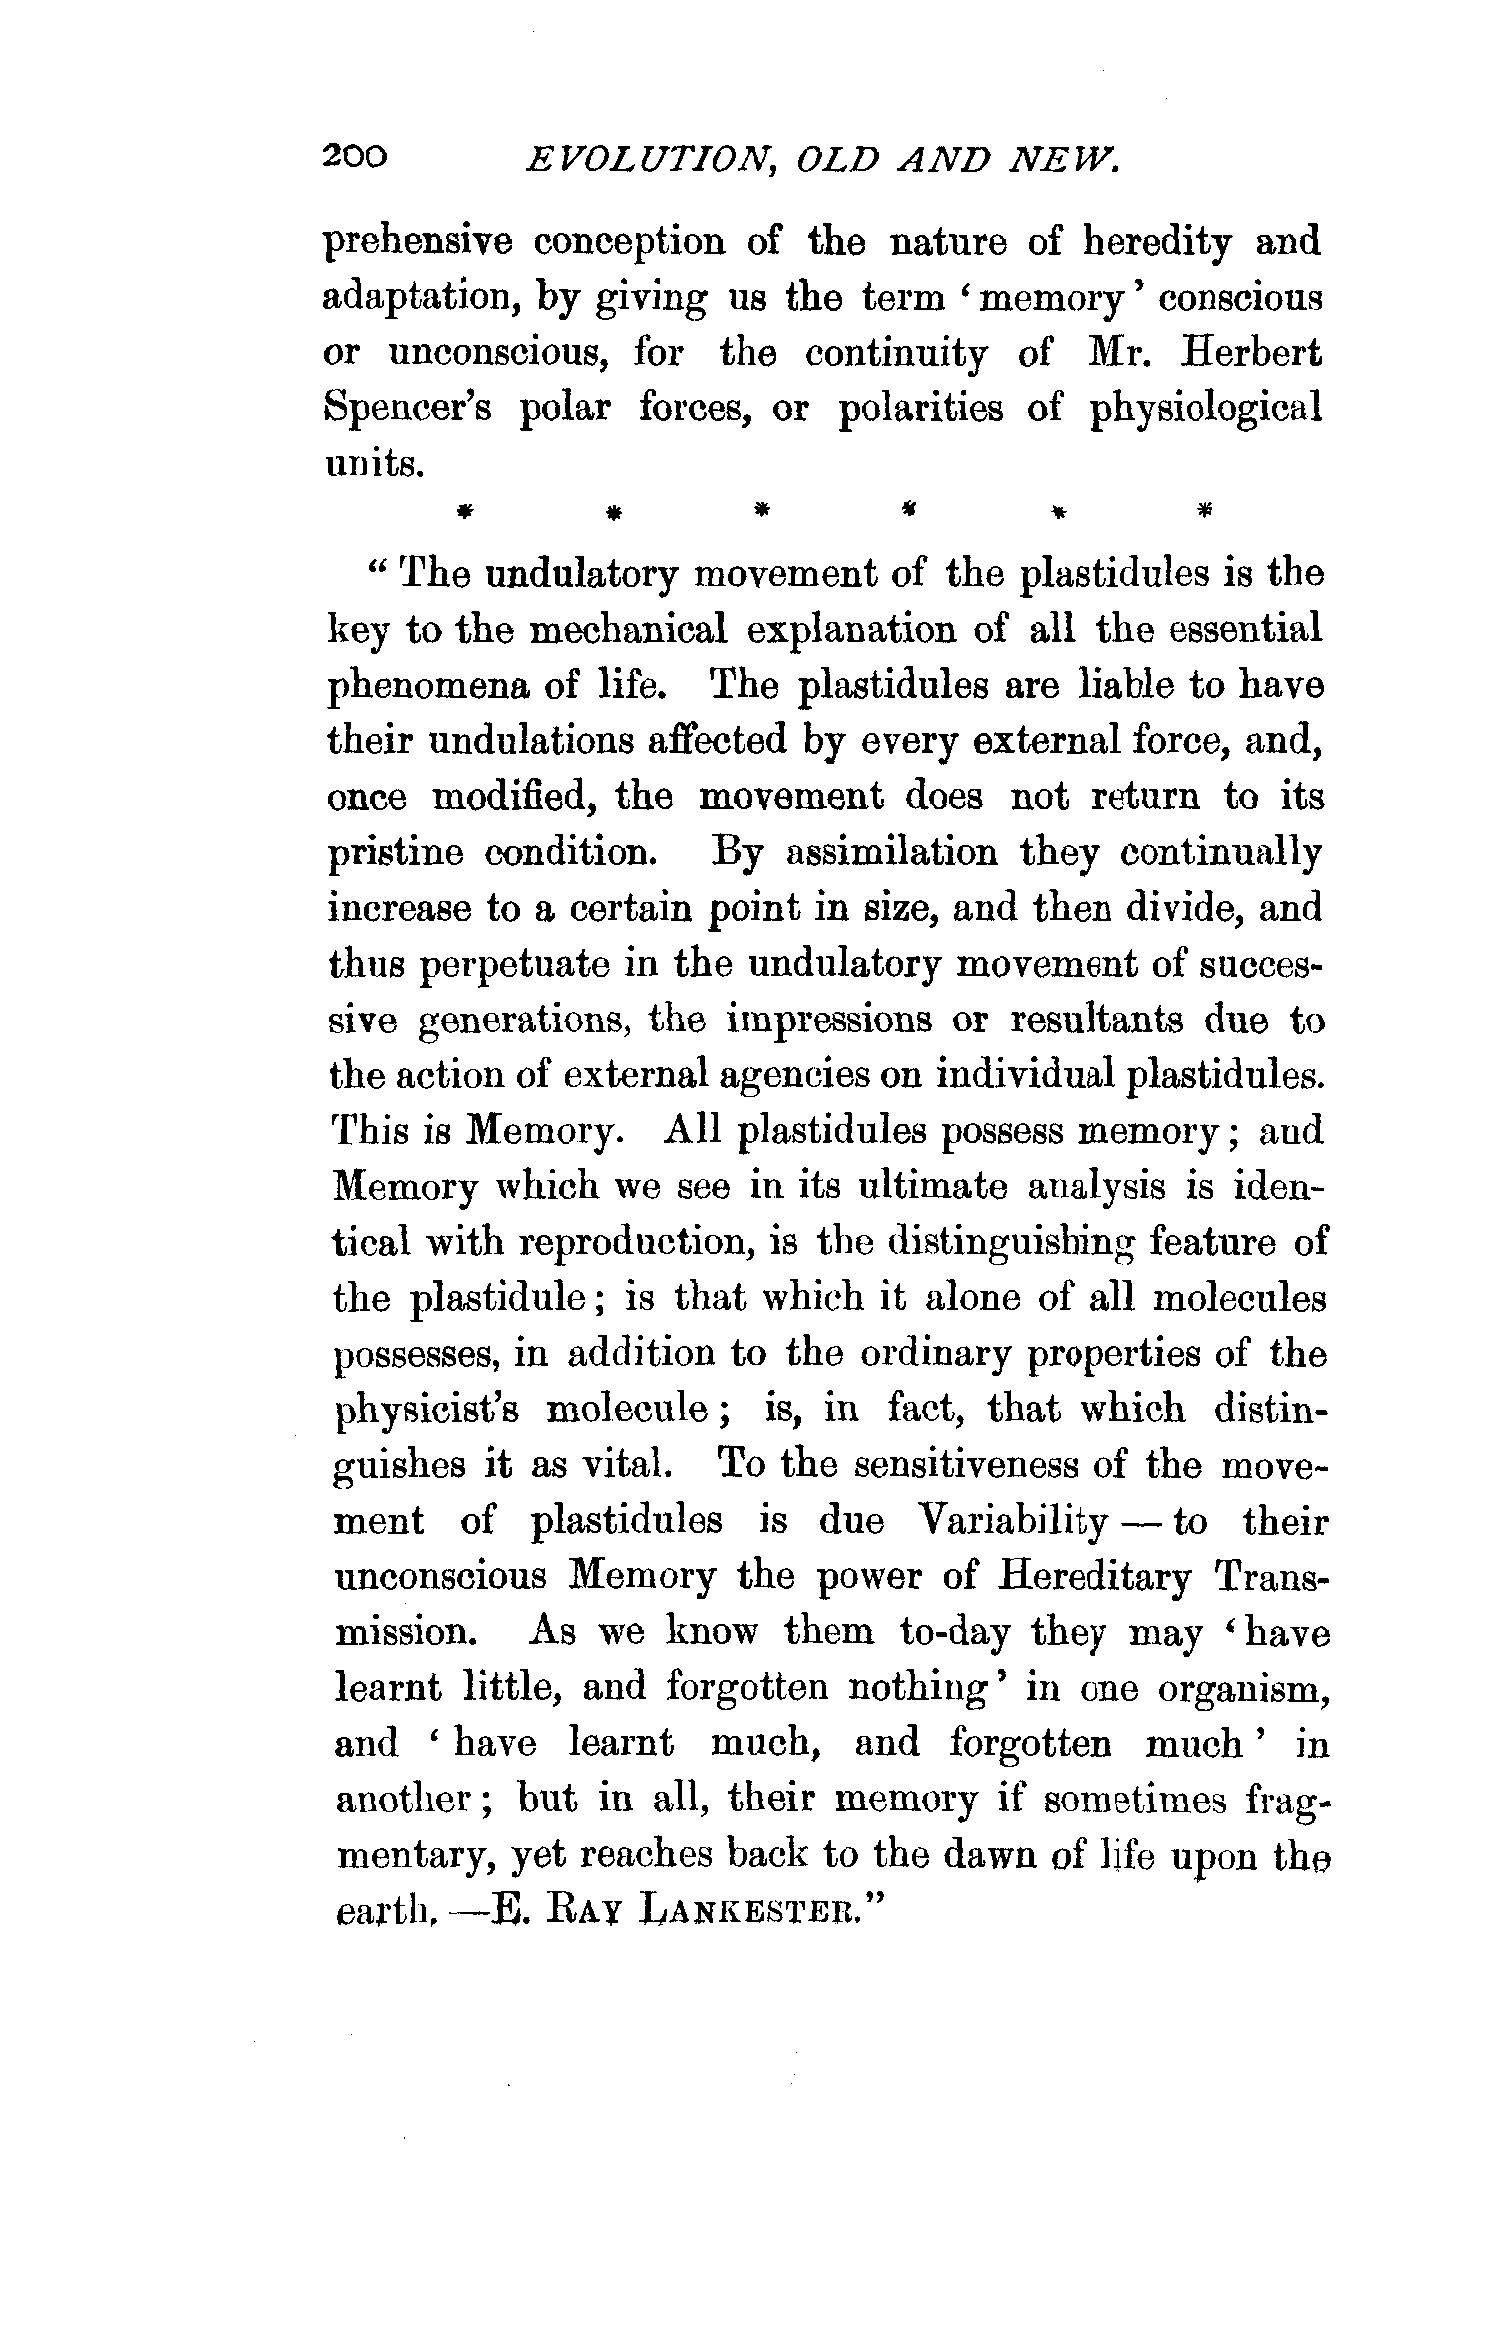 200 EVOLUTION, OLD AND NEW.
prehensive conception of the nature of heredity and
adaptation, by giving us the term ‘ memory ’ conscious
or unconscious, for the continuity of Mr. Herbert
Spencer’s polar forces, or polarities of physiological
units.
* * * * * *
“ The undulatory movement of the plastidules is the
key to the mechanical explanation of all the essential
phenomena of life. The plastidules are liable to have
their undulations affected by every external force, and,
once modified, the movement does not return to its
pristine condition. By assimilation they continually
increase to a certain point in size, and then divide, and
thus perpetuate in the undulatory movement of succes-
sive generations, the impressions or resultants due to
the action of external agencies on individual plastidules.
This is Memory. All plastidules possess memory ; and
Memory which we see in its ultimate analysis is iden-
tical with reproduction, is the distinguishing feature of
the plastidule ; is that which it alone of all molecules
possesses, in addition to the ordinary properties of the
physicist’s molecule ; is, in fact, that which distin-
guishes it as vital. To the sensitiveness of the move-
ment of plastidules is due Variability — to their
unconscious Memory the power of Hereditary Trans-
mission. As we know them to-day they may ‘ have
learnt little, and forgotten nothing ’ in one organism,
and ‘ have learnt much, and forgotten much ’ in
another ; but in all, their memory if sometimes frag-
mentary, yet reaches back to the dawn of life upon the
earth. —E. RAY LANKESTER.”